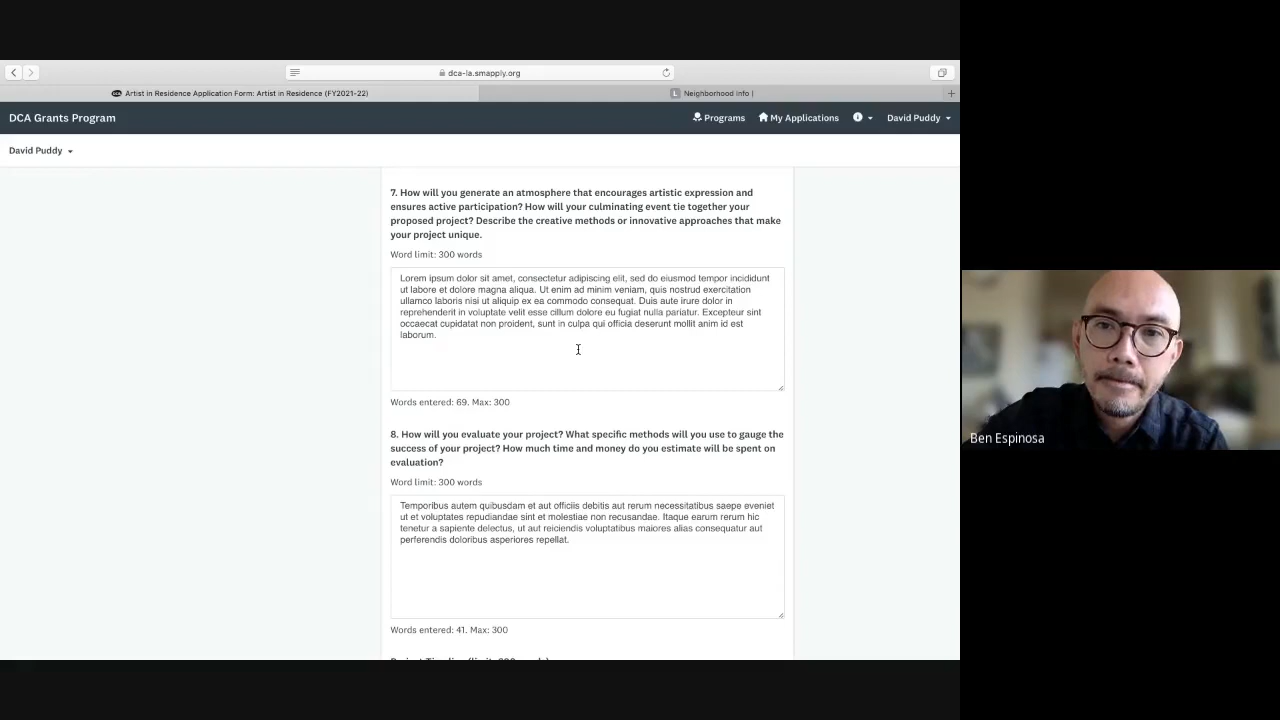 dca-la.smapply.org
Artist in Residence Application Form: Artist in Residence (FY2021-22)
L Neighborhood Info |
DCA Grants Program
Programs
My Applications
David Puddy
David Puddy
7. How will you generate an atmosphere that encourages artistic expression and
ensures active participation? How will your culminating event tie together your
proposed project? Describe the creative methods or innovative approaches that make
your project unique.
Word limit: 300 words
Lorem ipsum dolor sit amet, consectetur adipiscing elit, sed do eiusmod tempor incididunt
ut labore et dolore magna aliqua. Ut enim ad minim veniam, quis nostrud exercitation
ullamco laboris nisi ut aliquip ex ea commodo consequat. Duis aute irure dolor in
reprehenderit in voluptate velit esse cillum dolore eu fugiat nulla pariatur. Excepteur sint
occaecat cupidatat non proident, sunt in culpa qui officia deserunt mollit anim id est
laborum.
Words entered: 69. Max: 300
Ben Espinosa
8. How will you evaluate your project? What specific methods will you use to gauge the
success of your project? How much time and money do you estimate will be spent on
evaluation?
Word limit: 300 words
Temporibus autem quibusdam et aut officiis debitis aut rerum necessitatibus saepe eveniet
ut et voluptates repudiandae sint et molestiae non recusandae. Itaque earum rerum hic
tenetur a sapiente delectus, ut aut reiciendis voluptatibus maiores alias consequatur aut
perferendis doloribus asperiores repellat.
Words entered: 41. Max: 300